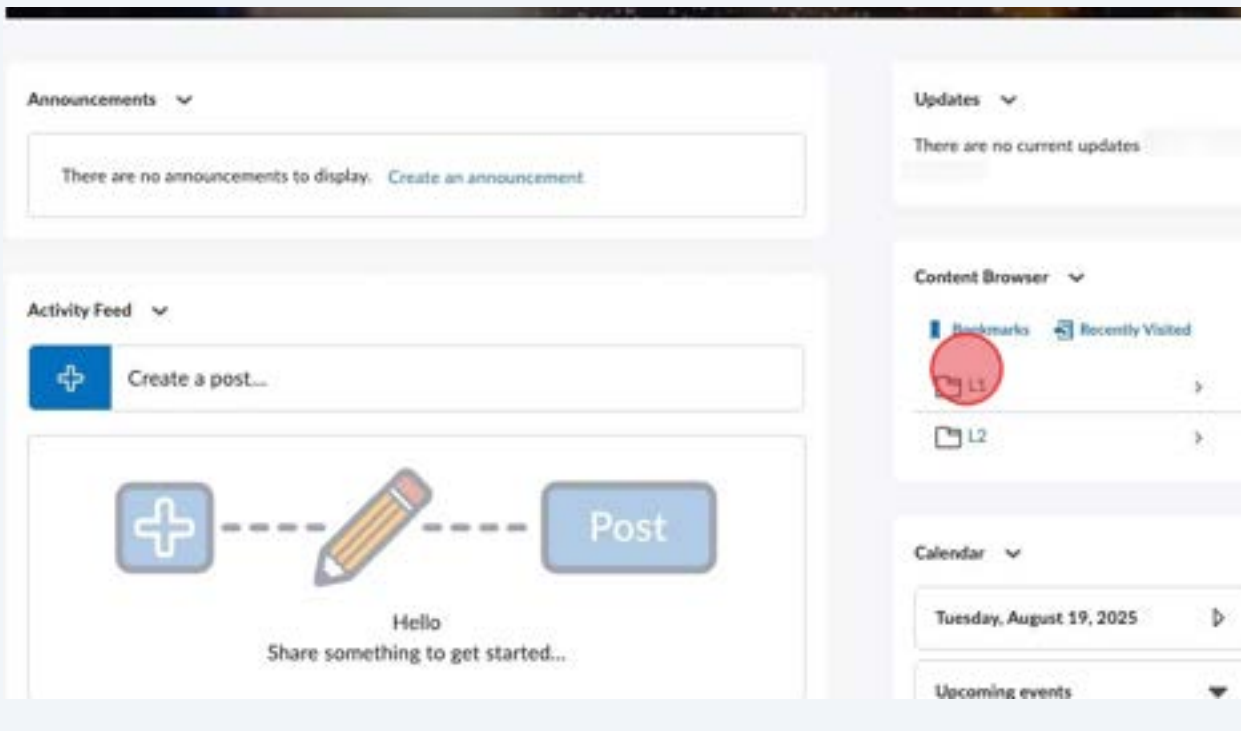 Announcements
There are no announcements to display. Create an announcement
Activity Feed
Create a post...
Post
Hello
Share something to get started...
Updates
There are no current updates
Content Browser
Bookmarks Recently Visited
L1
L2
Calendar
Tuesday, August 19, 2025
Upcoming events